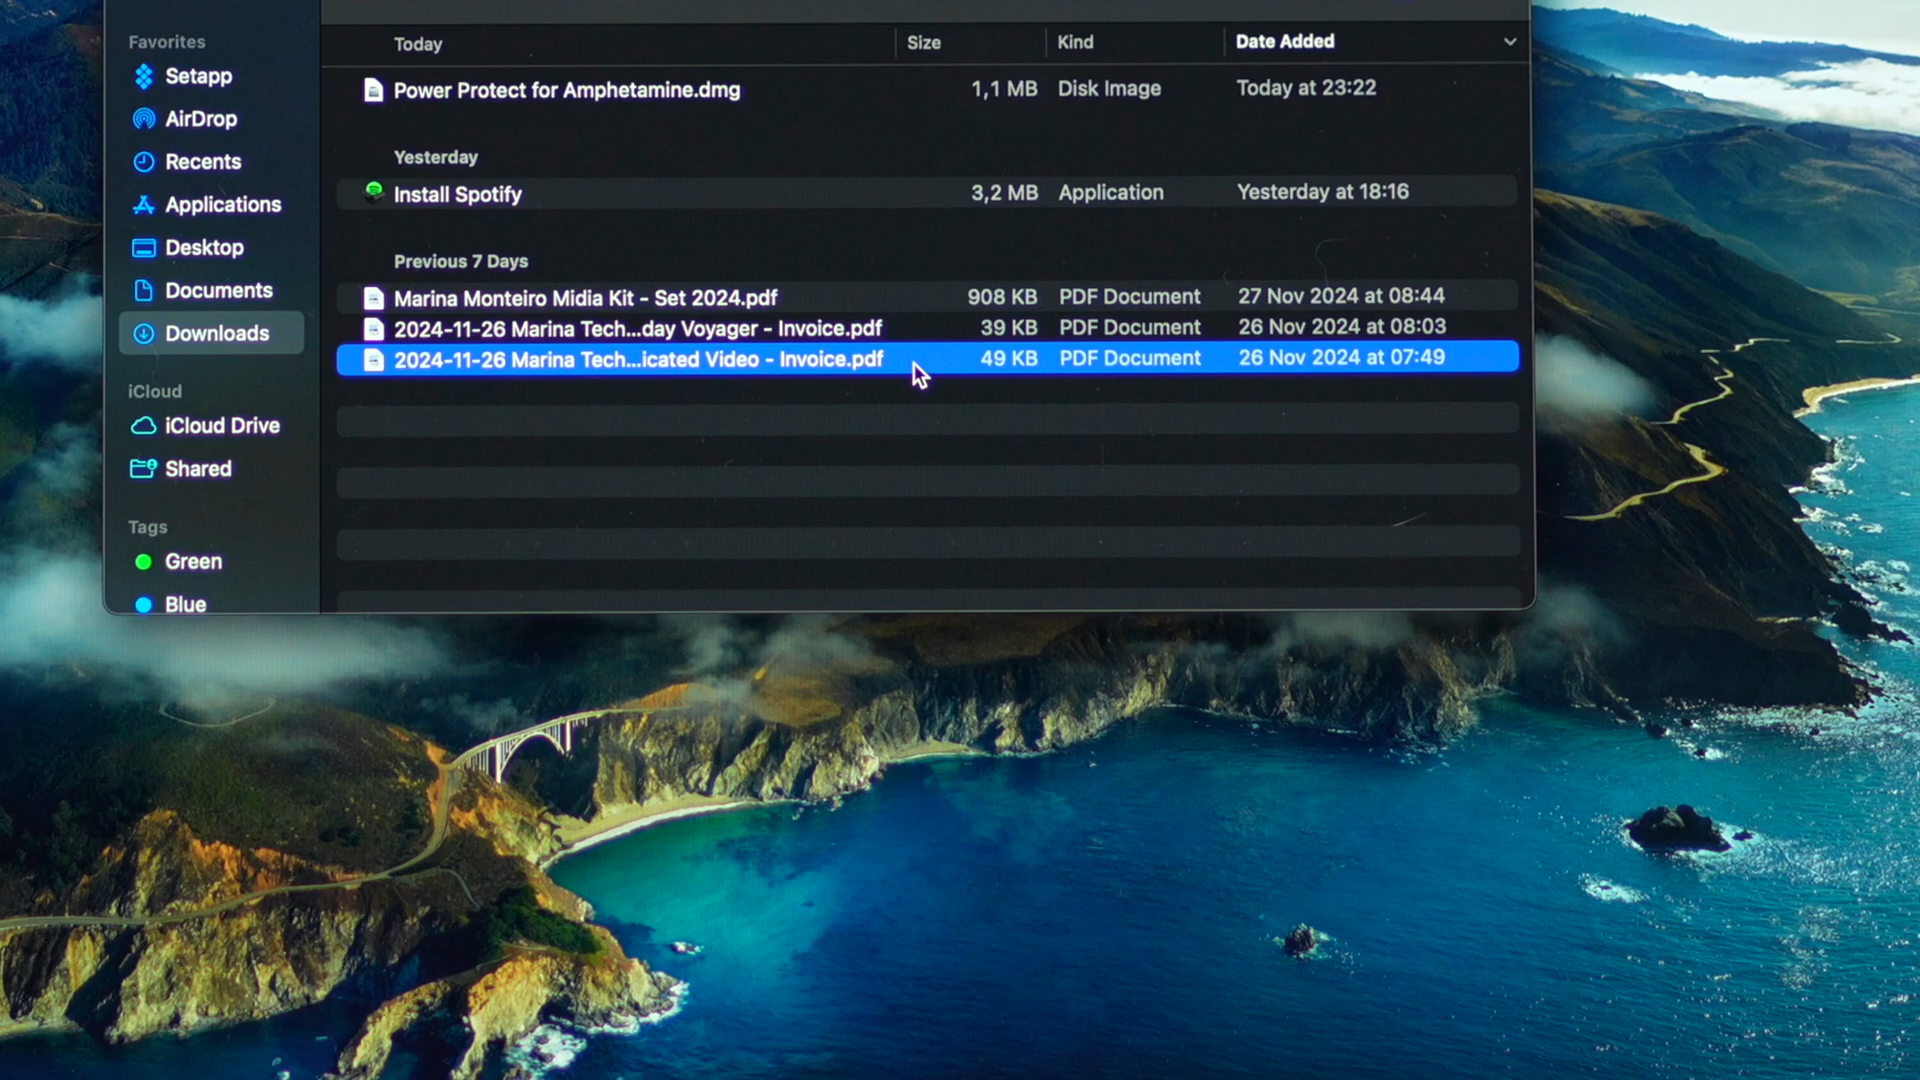 Favorites
Setapp
AirDrop
Recents
Applications
Desktop
Documents
Downloads
iCloud
iCloud Drive
Shared
Tags
Green
Blue
Today Size Kind Date Added
Power Protect for Amphetamine.dmg 1,1 MB Disk Image Today at 23:22
Yesterday
Install Spotify 3,2 MB Application Yesterday at 18:16
Previous 7 Days
Marina Monteiro Midia Kit - Set 2024.pdf 908 KB PDF Document 27 Nov 2024 at 08:44
2024-11-26 Marina Tech...day Voyager - Invoice.pdf 39 KB PDF Document 26 Nov 2024 at 08:03
2024-11-26 Marina Tech...icated Video - Invoice.pdf 49 KB PDF Document 26 Nov 2024 at 07:49